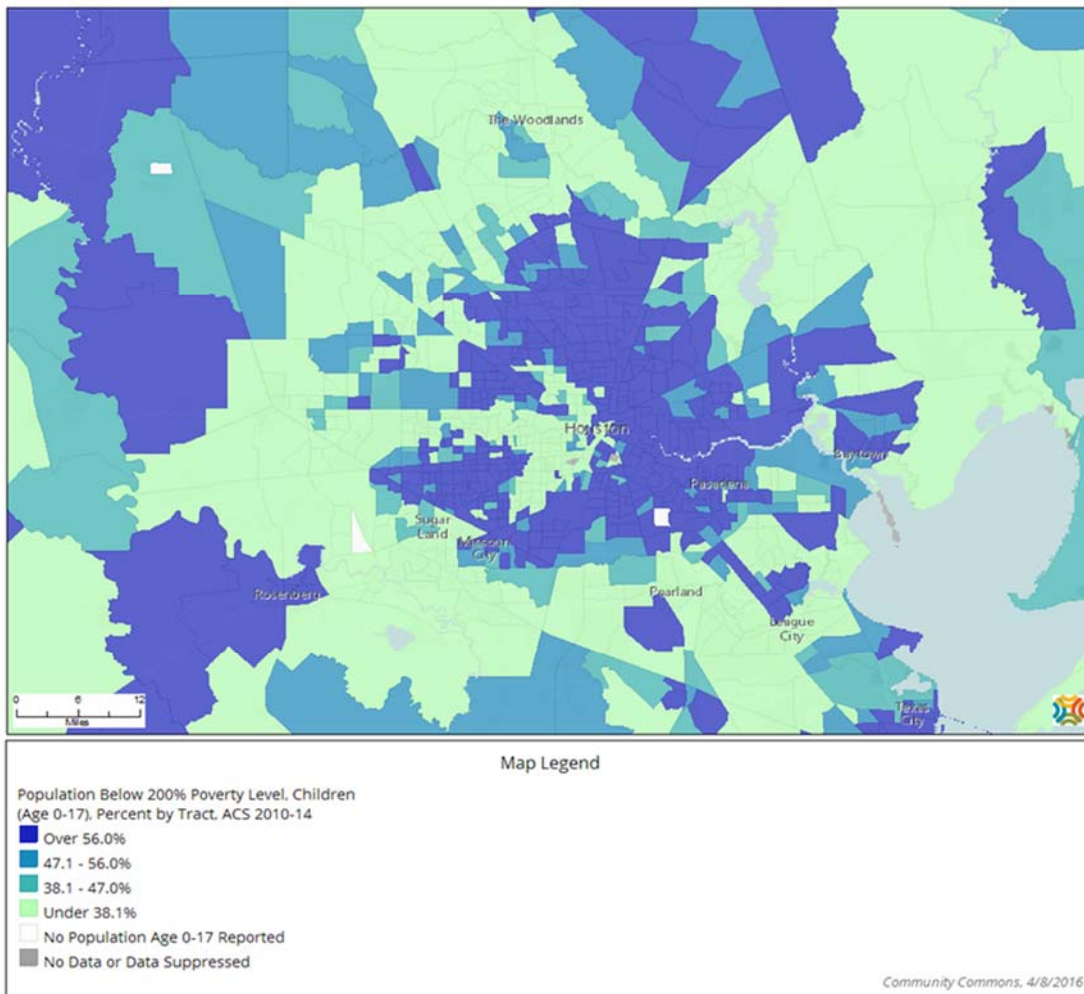 The Woodlands
Houston
Baytown
Pasadena
Sugar
Land
Missouri
City
Rosenberg
Pearland
League
City
Texas
City
0 6 12
Miles
Map Legend
Population Below 200% Poverty Level, Children
(Age 0-17), Percent by Tract, ACS 2010-14
Over 56.0%
47.1 - 56.0%
38.1 - 47.0%
Under 38.1%
No Population Age 0-17 Reported
No Data or Data Suppressed
Community Commons, 4/8/2016